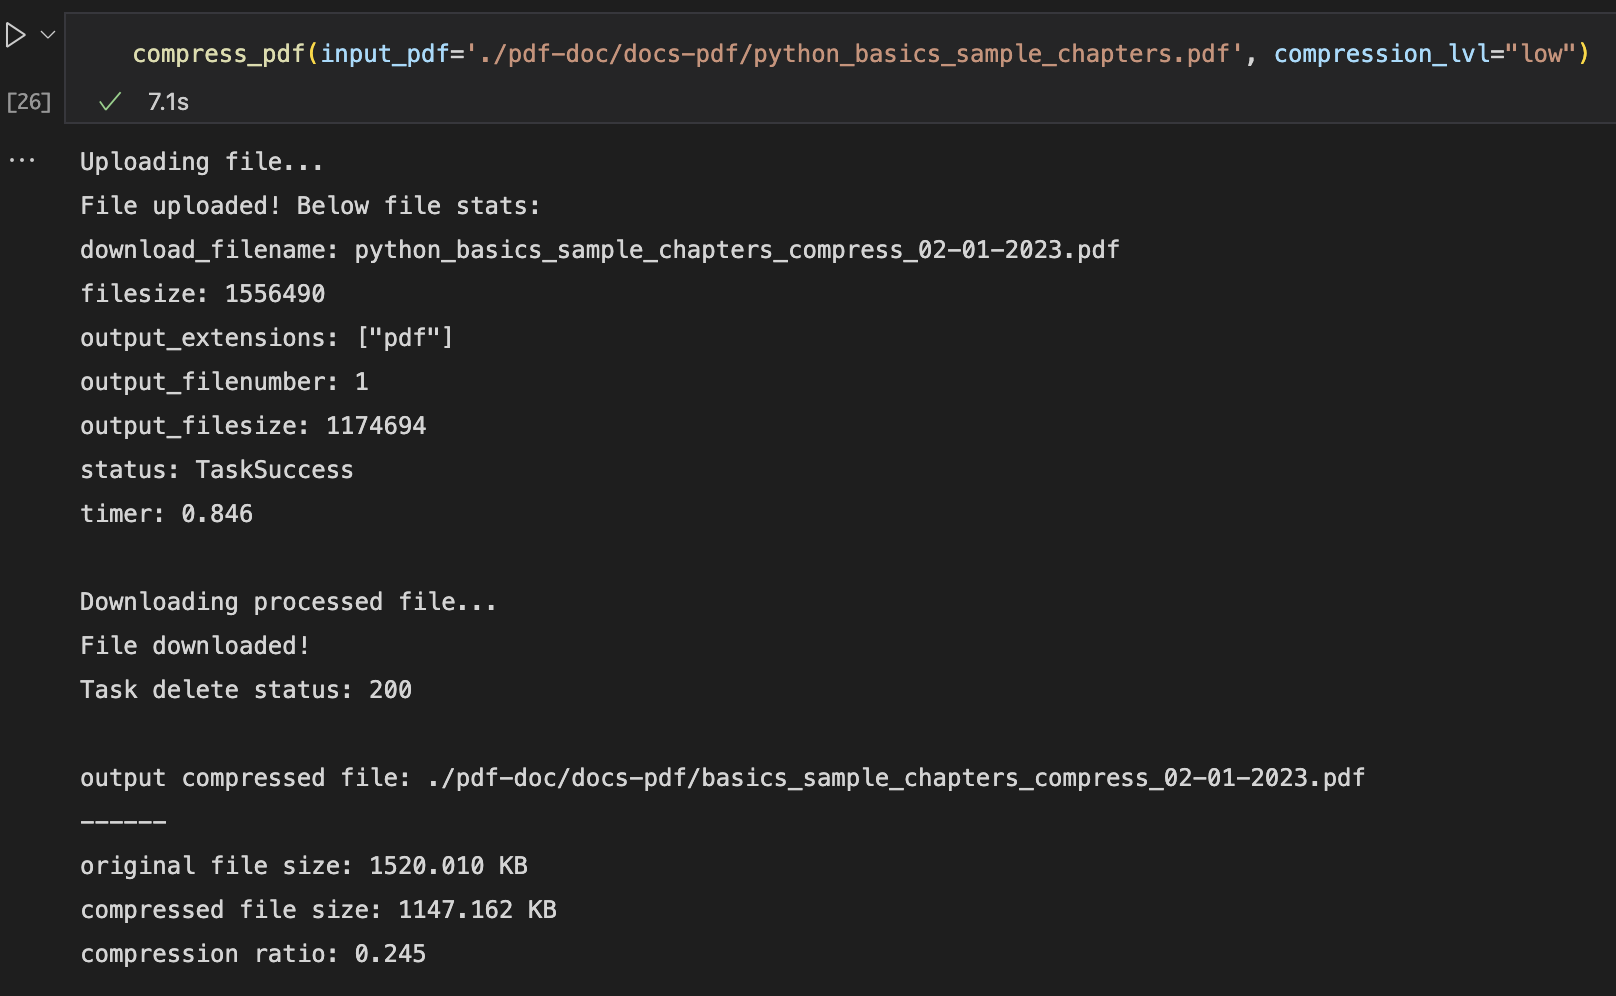 compress_pdf(input_pdf='./pdf-doc/docs-pdf/python_basics_sample_chapters.pdf', compression_lvl="low")
[26] ✓ 7.1s
... Uploading file...
File uploaded! Below file stats:
download_filename: python_basics_sample_chapters_compress_02-01-2023.pdf
filesize: 1556490
output_extensions: ["pdf"]
output_filenumber: 1
output_filesize: 1174694
status: TaskSuccess
timer: 0.846
Downloading processed file...
File downloaded!
Task delete status: 200
output compressed file: ./pdf-doc/docs-pdf/basics_sample_chapters_compress_02-01-2023.pdf
------
original file size: 1520.010 KB
compressed file size: 1147.162 KB
compression ratio: 0.245